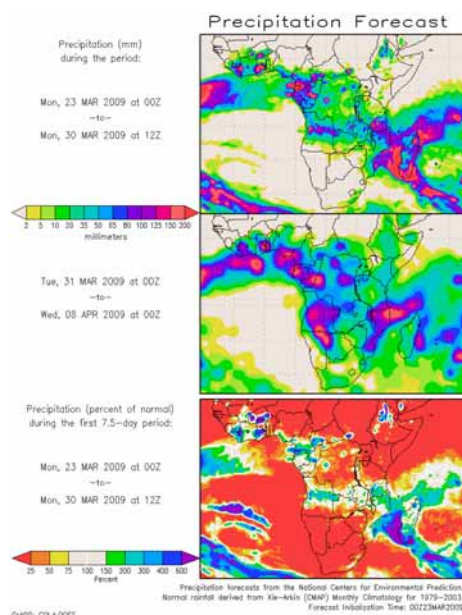 Precipitation Forecast
Precipitation (mm)
during the period:
Mon, 23 MAR 2009 at 00Z
-to-
Mon, 30 MAR 2009 at 12Z
2 5 10 20 35 50 65 80 100 125 150 200
millimeters
Tue, 31 MAR 2009 at 00Z
-to-
Wed, 08 APR 2009 at 00Z
Precipitation (percent of normal)
during the first 7.5-day period:
Mon, 23 MAR 2009 at 00Z
-to-
Mon, 30 MAR 2009 at 12Z
25 50 75 100 150 200 300 400 600
Percent
Precipitation forecasts from the National Centers for Environmental Prediction.
Normal rainfall derived from Xie-Arkin (CMAP) Monthly Climatology for 1979-2003.
Forecast Initialization Time: 00Z23MAR2009